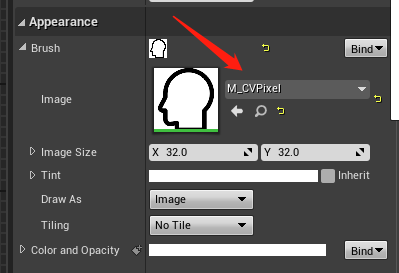 Appearance
Brush
Bind
Image
M_CVPixel
Image Size
X 32.0
Y 32.0
Tint
Inherit
Draw As
Image
Tiling
No Tile
Color and Opacity
Bind